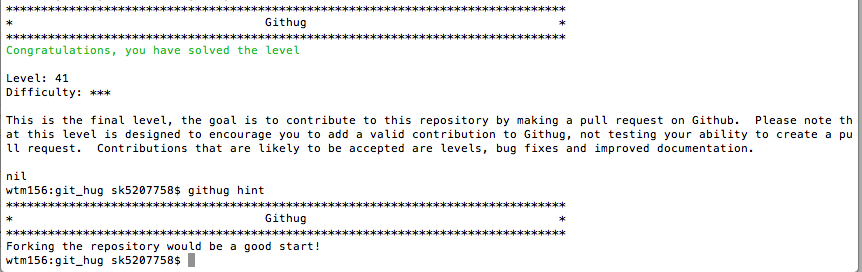 ********************************************************************************
*                                    Githug                                    *
********************************************************************************
Congratulations, you have solved the level

Level: 41
Difficulty: ***

This is the final level, the goal is to contribute to this repository by making a pull request on Github.  Please note th
at this level is designed to encourage you to add a valid contribution to Githug, not testing your ability to create a pu
ll request.  Contributions that are likely to be accepted are levels, bug fixes and improved documentation.

nil
wtm156:git_hug sk5207758$ githug hint
********************************************************************************
*                                    Githug                                    *
********************************************************************************
Forking the repository would be a good start!
wtm156:git_hug sk5207758$